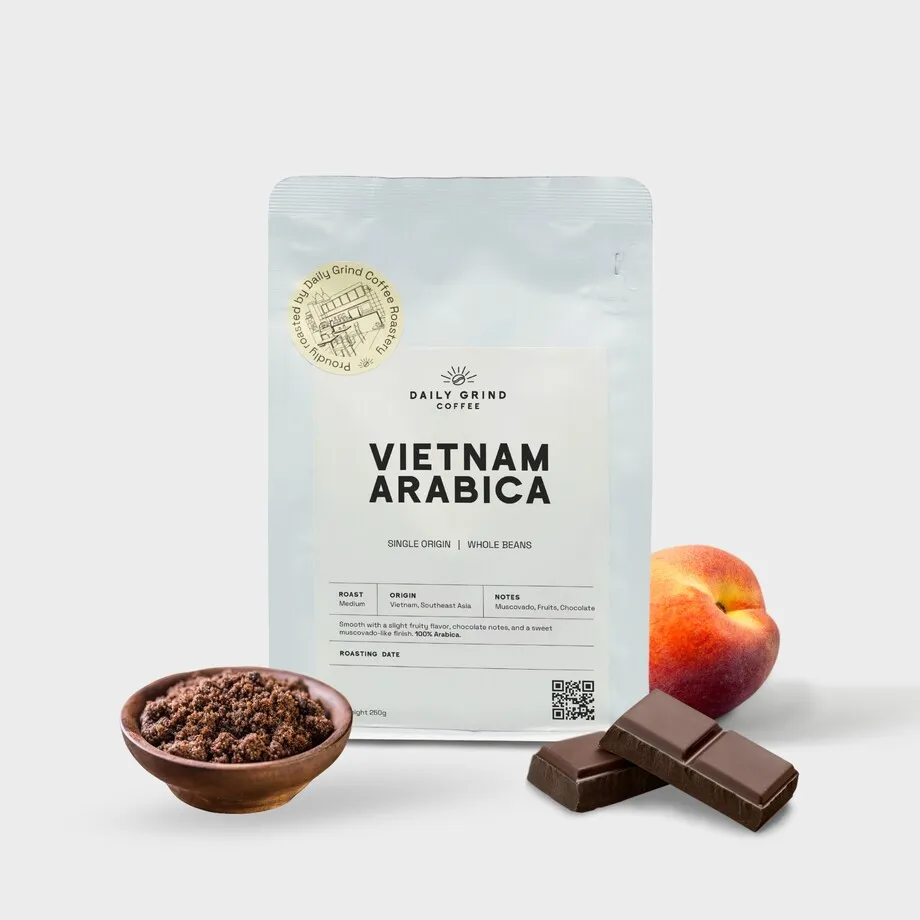 Proudly roasted by Daily Grind Coffee Roastery
DAILY GRIND
COFFEE
VIETNAM
ARABICA
SINGLE ORIGIN | WHOLE BEANS
ROAST
Medium
ORIGIN
Vietnam, Southeast Asia
NOTES
Muscovado, Fruits, Chocolate
Smooth with a slight fruity flavor, chocolate notes, and a sweet
muscovado-like finish. 100% Arabica.
ROASTING DATE
250g